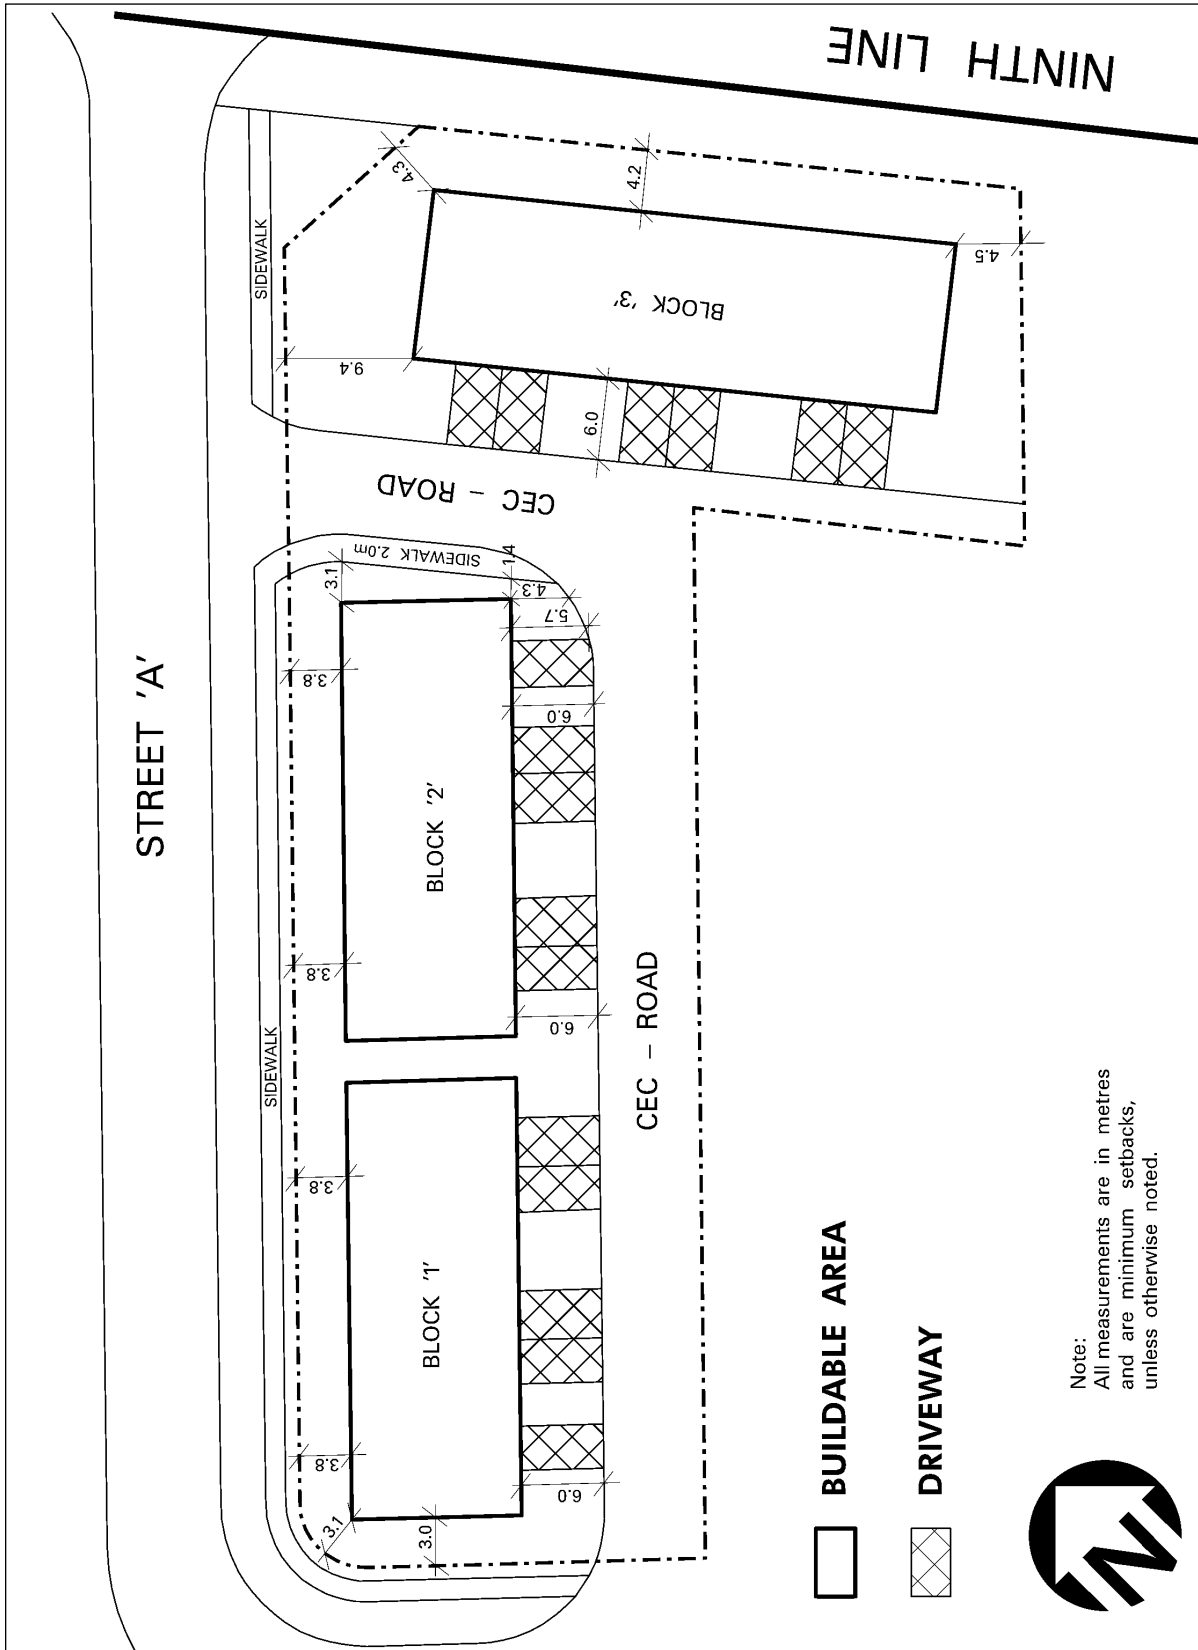 NINTH LINE
STREET 'A'
SIDEWALK
4.3
4.2
BLOCK '3'
4.5
9.4
6.0
CEC - ROAD
SIDEWALK 2.0m
3.1
1.4
4.3
5.7
3.8
6.0
BLOCK '2'
3.8
6.0
SIDEWALK
CEC - ROAD
3.8
BLOCK '1'
3.8
6.0
3.1
3.0
BUILDABLE AREA
DRIVEWAY
Note:
All measurements are in metres
and are minimum setbacks,
unless otherwise noted.
N